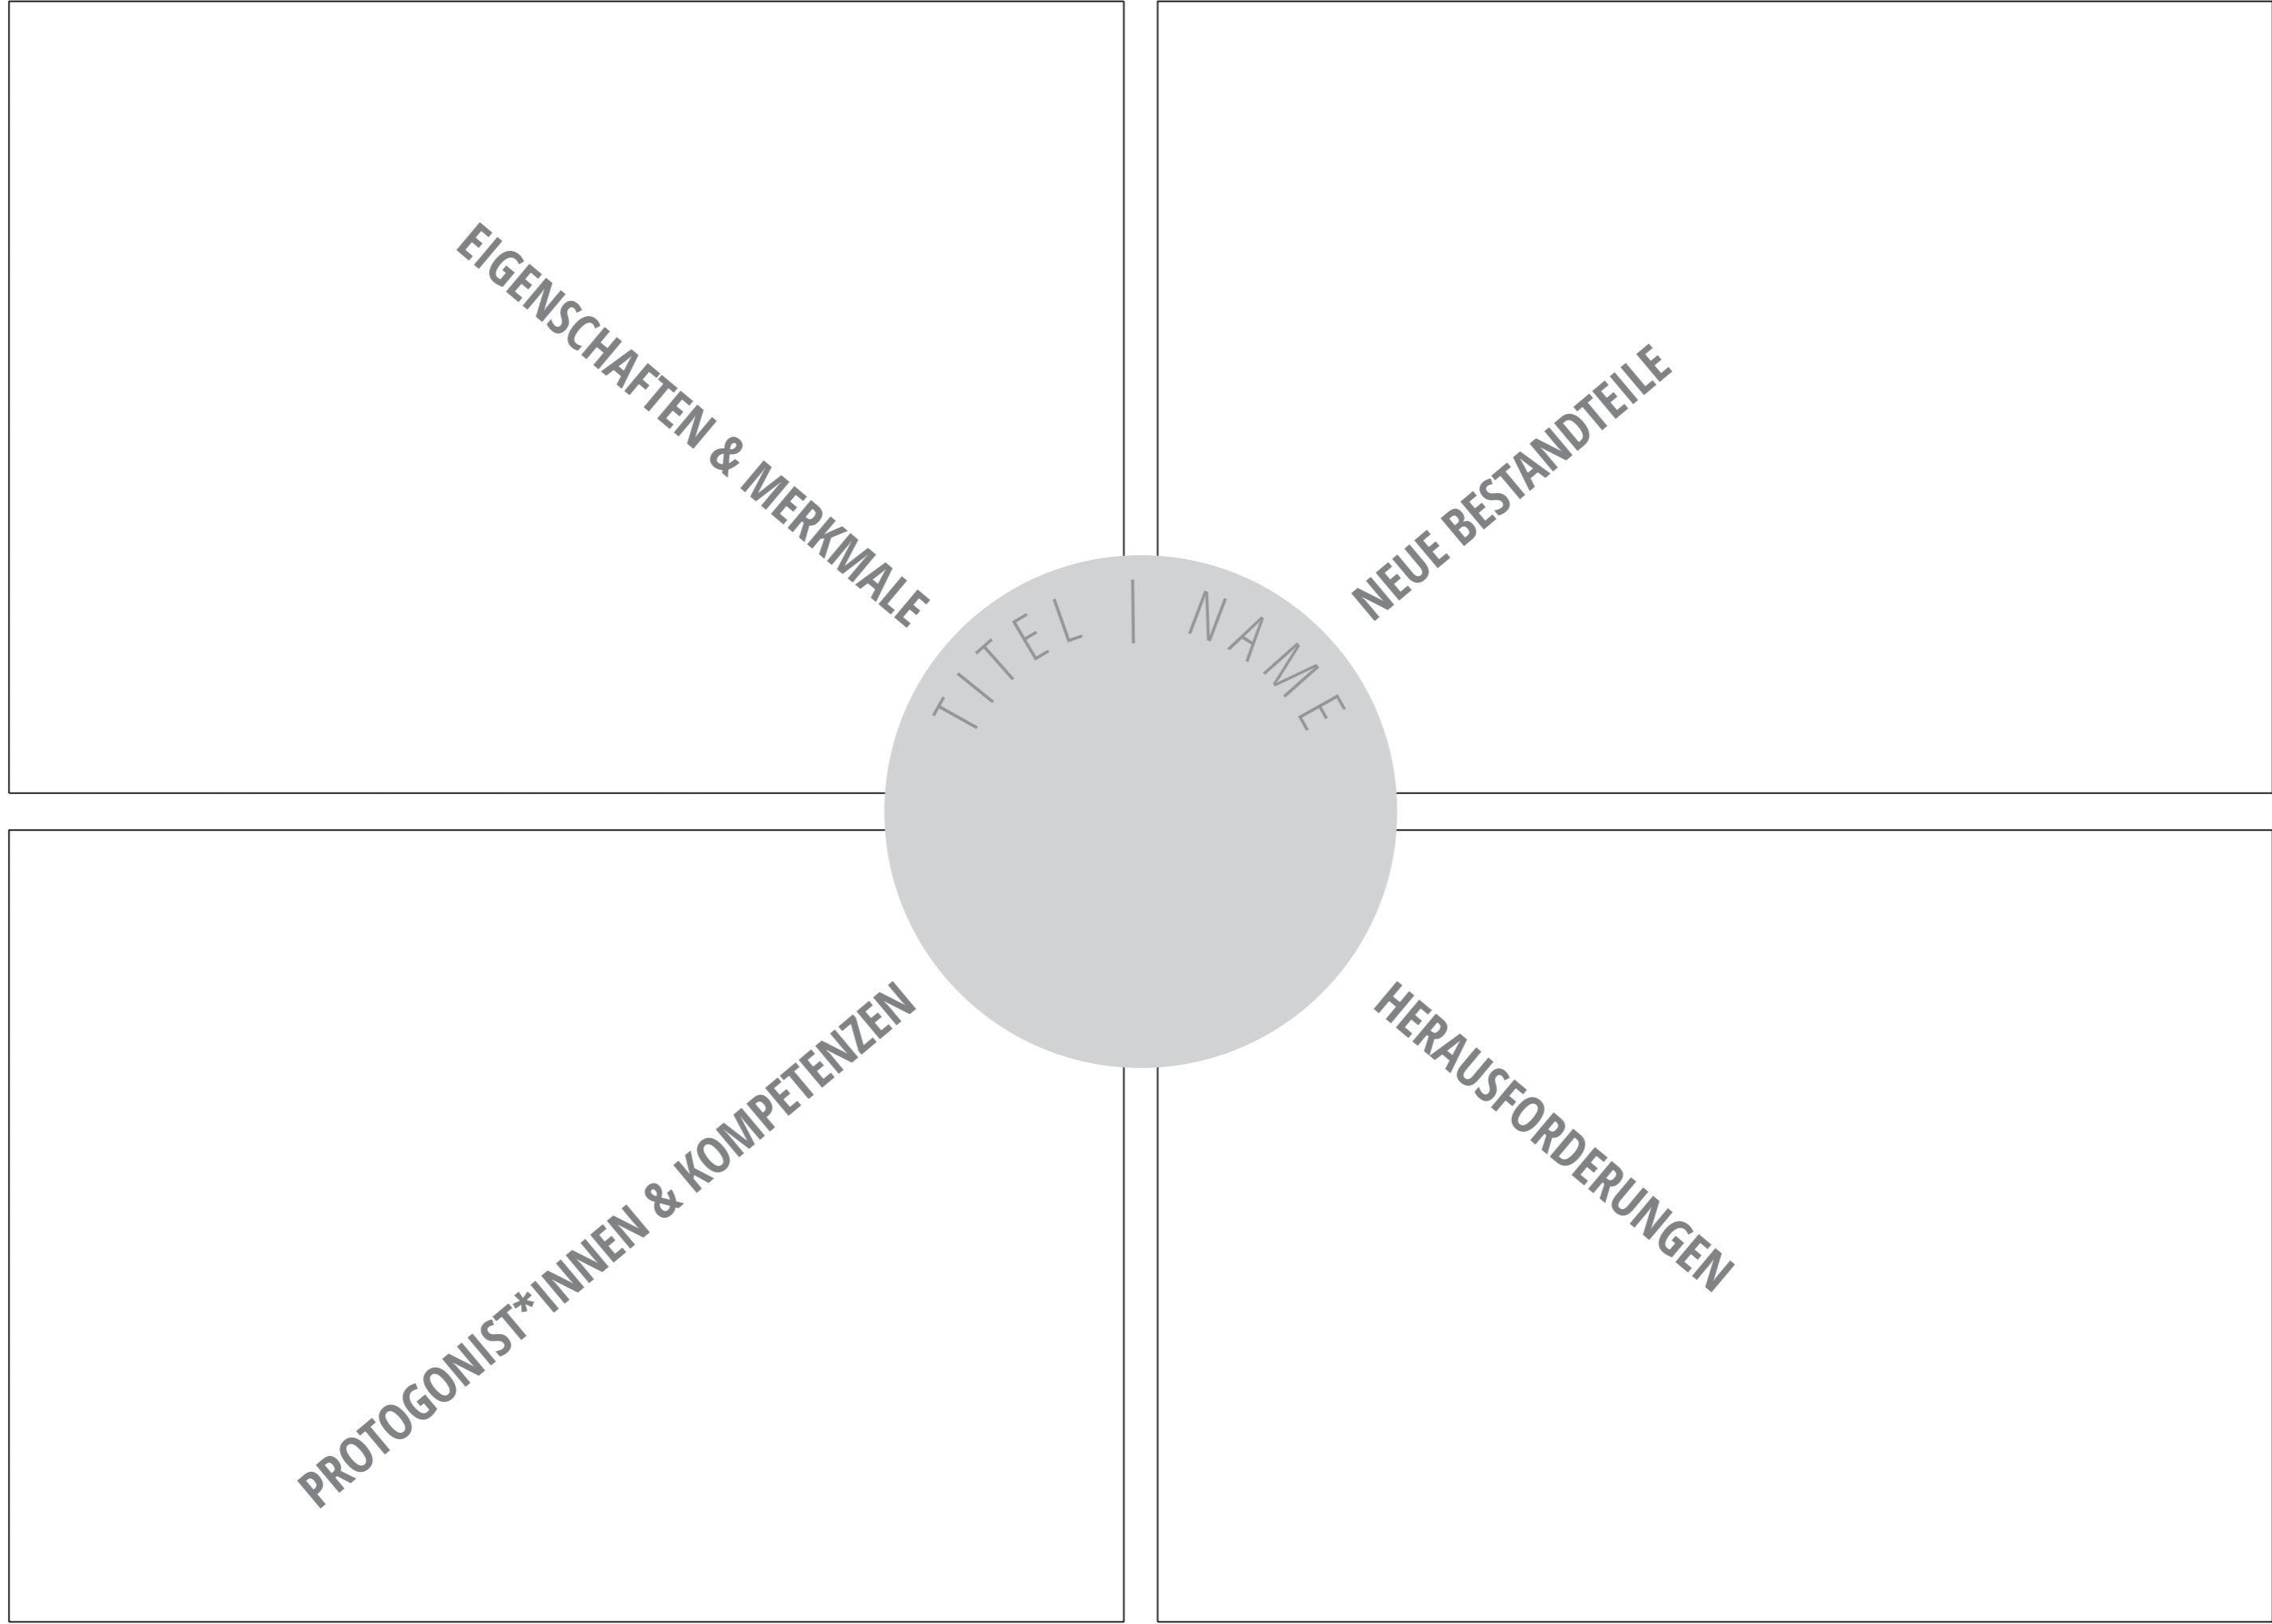 EIGENSCHAFTEN & MERKMALE
NEUE BESTANDTEILE
TITEL | NAME
PROTOGONIST*INNEN & KOMPETENZEN
HERAUSFORDERUNGEN